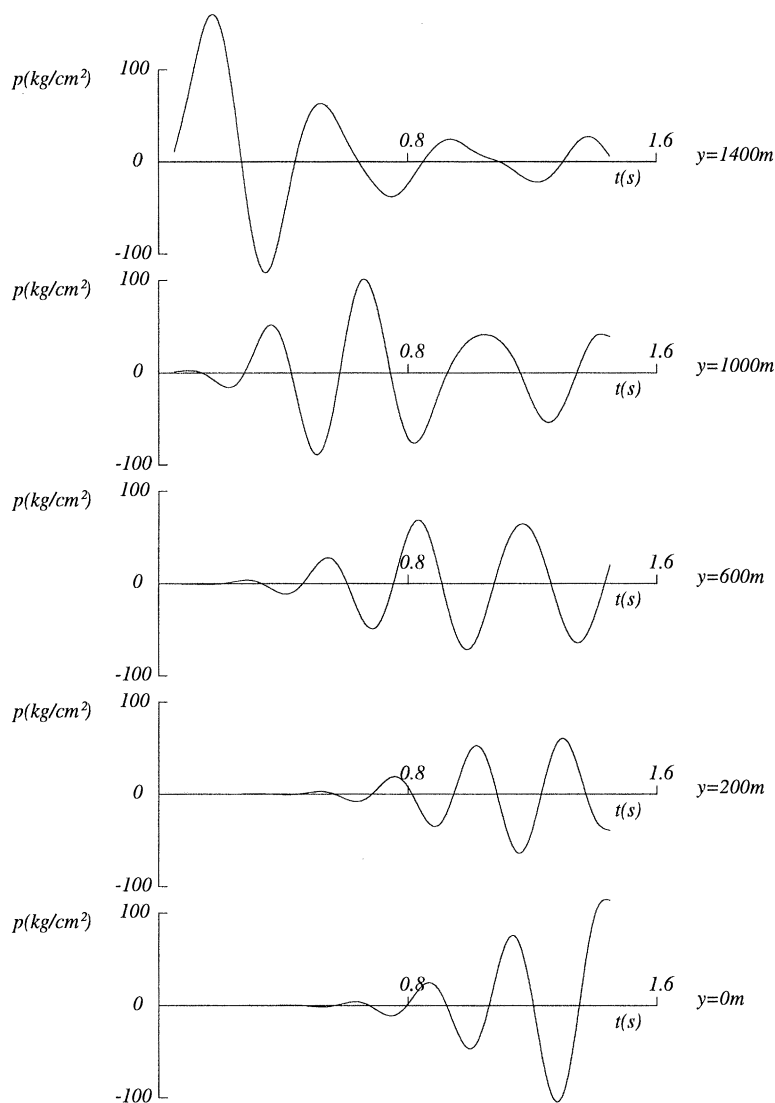 p(kg/cm²) 100 0 -100 0.8 1.6 t(s) y=1400m
p(kg/cm²) 100 0 -100 0.8 1.6 t(s) y=1000m
p(kg/cm²) 100 0 -100 0.8 1.6 t(s) y=600m
p(kg/cm²) 100 0 -100 0.8 1.6 t(s) y=200m
p(kg/cm²) 100 0 -100 0.8 1.6 t(s) y=0m